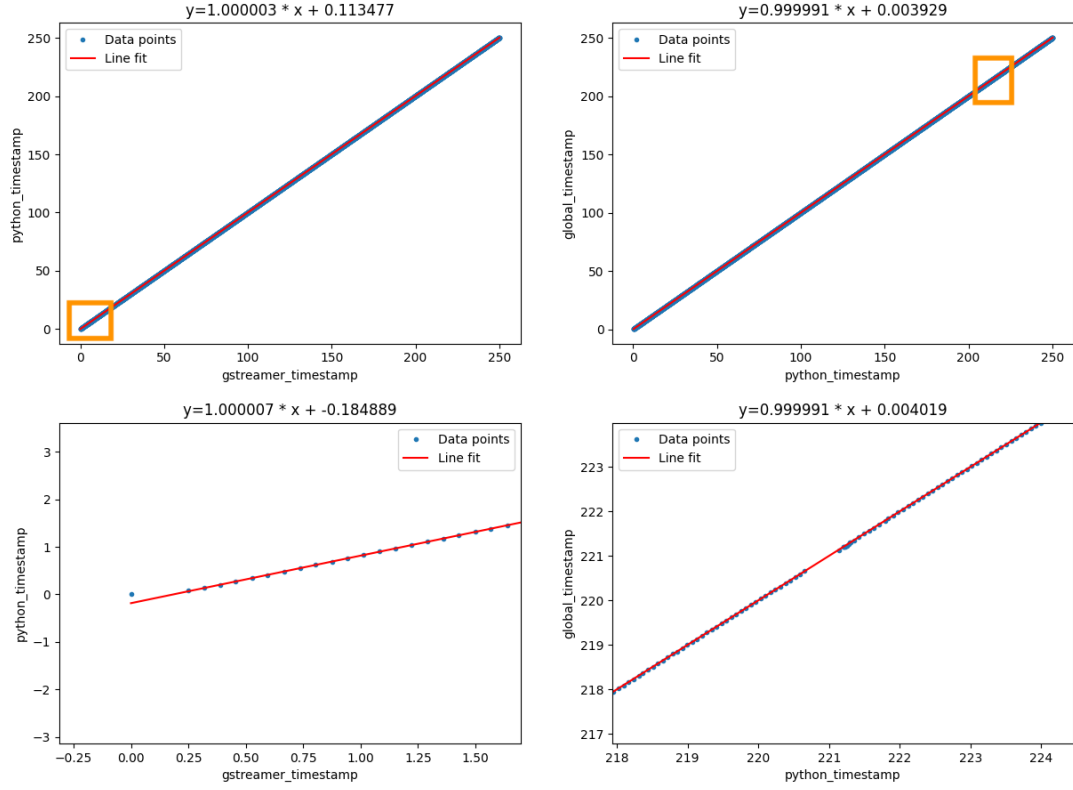 y=1.000003 * x + 0.113477
250
200
150
100
50
0
python_timestamp
Data points
Line fit
0
50
100
150
200
250
gstreamer_timestamp
y=0.999991 * x + 0.003929
250
200
150
100
50
0
global_timestamp
Data points
Line fit
0
50
100
150
200
250
python_timestamp
y=1.000007 * x + -0.184889
3
2
1
0
−1
−2
−3
python_timestamp
Data points
Line fit
−0.25
0.00
0.25
0.50
0.75
1.00
1.25
1.50
gstreamer_timestamp
y=0.999991 * x + 0.004019
223
222
221
220
219
218
217
global_timestamp
Data points
Line fit
218
219
220
221
222
223
224
python_timestamp